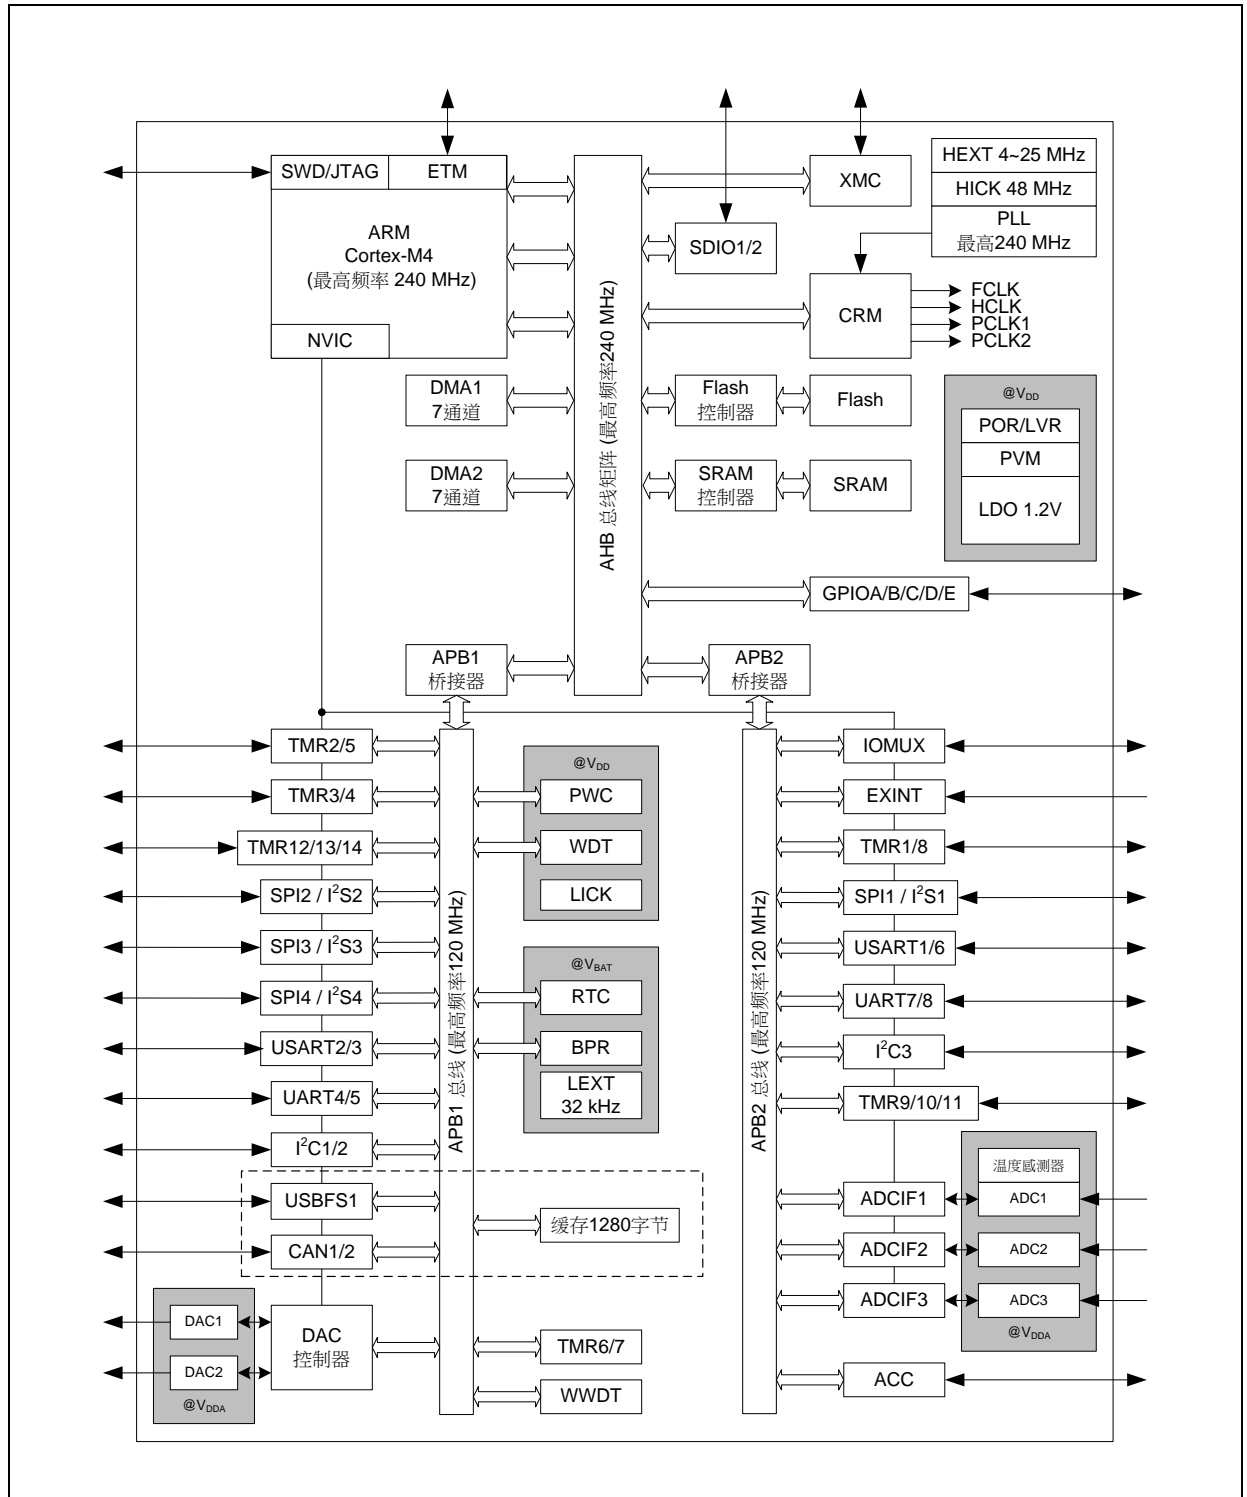 SWD/JTAG
ETM
ARM
Cortex-M4
(最高频率 240 MHz)
NVIC
AHB 总线矩阵 (最高频率240 MHz)
XMC
SDIO1/2
HEXT 4~25 MHz
HICK 48 MHz
PLL
最高240 MHz
CRM
FCLK
HCLK
PCLK1
PCLK2
DMA1
7通道
Flash
控制器
Flash
DMA2
7通道
SRAM
控制器
SRAM
@VDD
POR/LVR
PVM
LDO 1.2V
GPIOA/B/C/D/E
APB1
桥接器
APB2
桥接器
TMR2/5
TMR3/4
TMR12/13/14
SPI2 / I²S2
SPI3 / I²S3
SPI4 / I²S4
USART2/3
UART4/5
I²C1/2
USBFS1
CAN1/2
DAC1
DAC2
@VDDA
DAC
控制器
APB1 总线 (最高频率120 MHz)
@VDD
PWC
WDT
LICK
@VBAT
RTC
BPR
LEXT
32 kHz
缓存1280字节
TMR6/7
WWDT
APB2 总线 (最高频率120 MHz)
IOMUX
EXINT
TMR1/8
SPI1 / I²S1
USART1/6
UART7/8
I²C3
TMR9/10/11
ADCIF1
ADCIF2
ADCIF3
ACC
温度感测器
ADC1
ADC2
ADC3
@VDDA